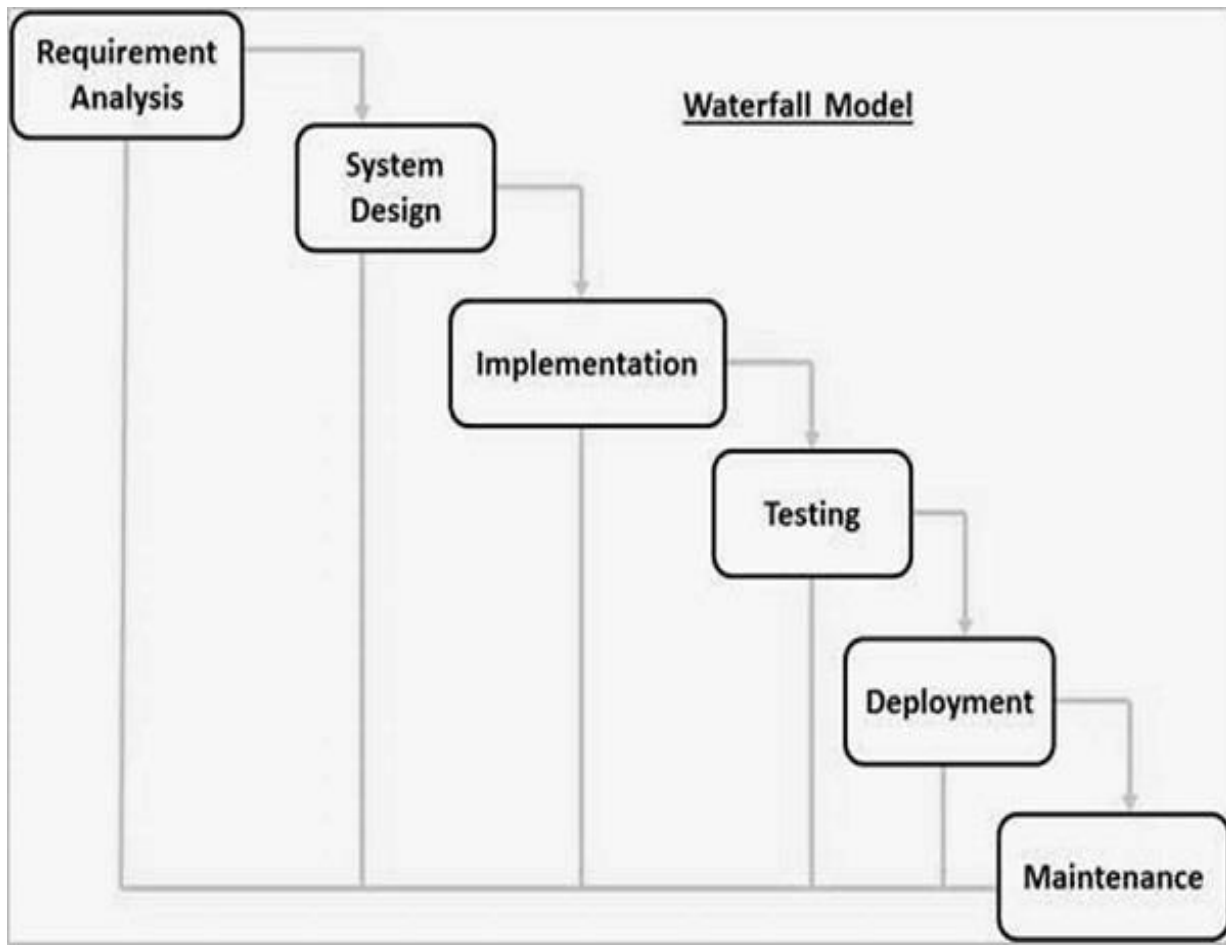 Requirement
Analysis
Waterfall Model
System
Design
Implementation
Testing
Deployment
Maintenance